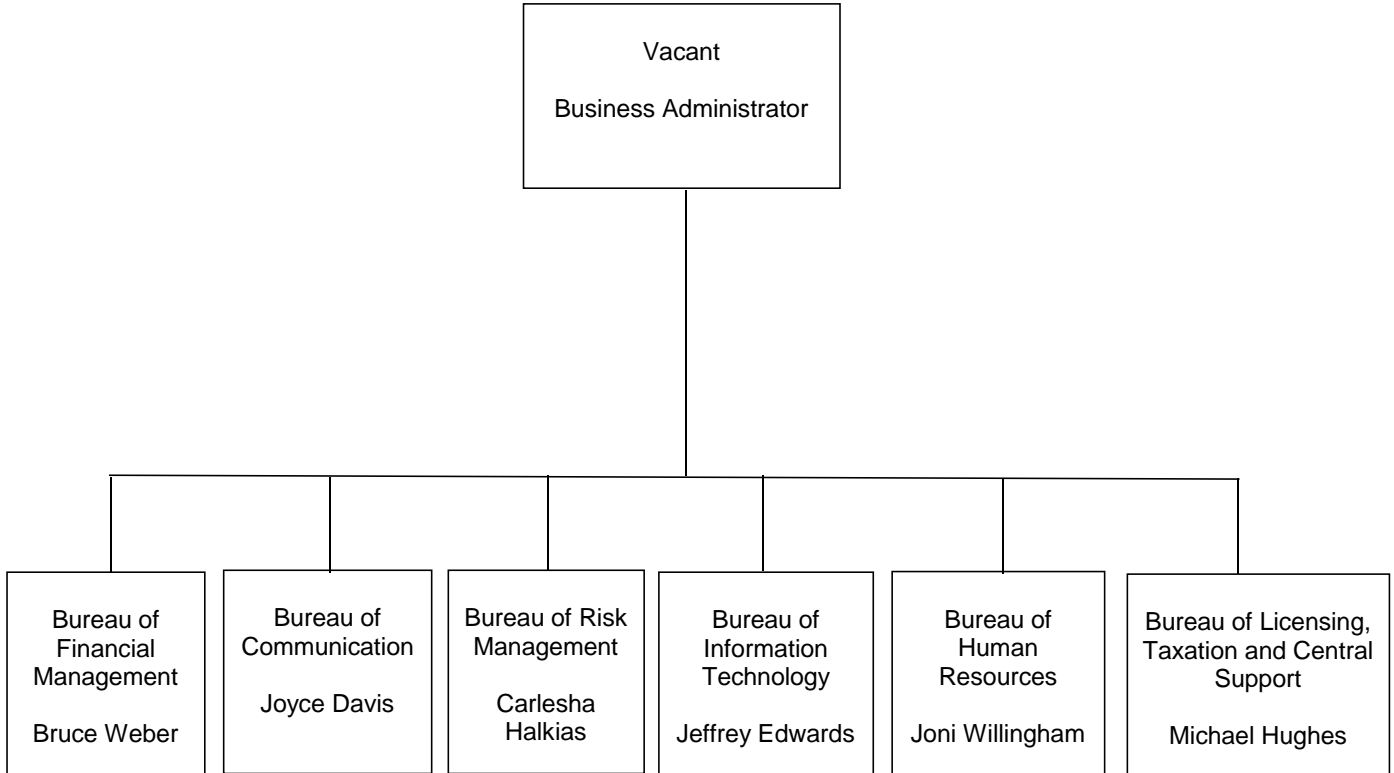 Vacant
Business Administrator
Bureau of
Financial
Management
Bruce Weber
Bureau of
Communication
Joyce Davis
Bureau of Risk
Management
Carlesha
Halkias
Bureau of
Information
Technology
Jeffrey Edwards
Bureau of
Human
Resources
Joni Willingham
Bureau of Licensing,
Taxation and Central
Support
Michael Hughes